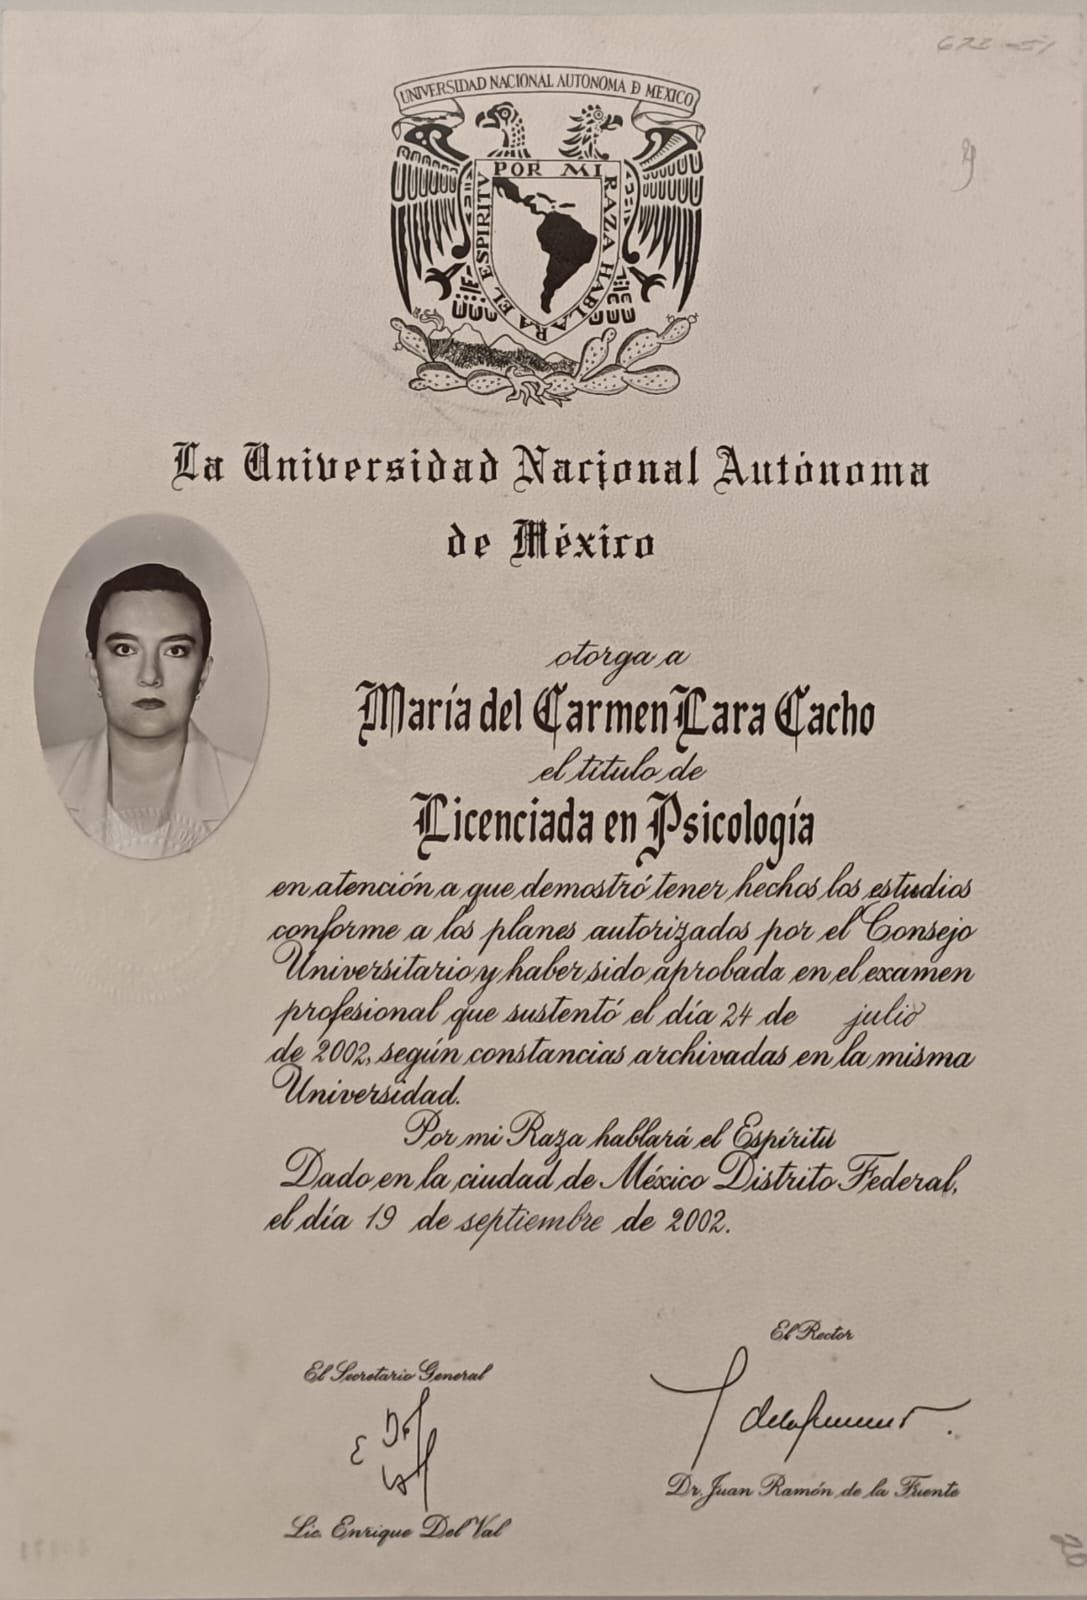 UNIVERSIDAD NACIONAL AUTONOMA D MEXICO
POR MI RAZA HABLARA EL ESPIRITU
La Universidad Nacional Autónoma
de México
otorga a
María del Carmen Lara Cacho
el título de
Licenciada en Psicología
en atención a que demostró tener hechos los estudios
conforme a los planes autorizados por el Consejo
Universitario y haber sido aprobada en el examen
profesional que sustentó el día 24 de julio
de 2002, según constancias archivadas en la misma
Universidad.
Por mi Raza hablará el Espíritu
Dado en la ciudad de México Distrito Federal,
el día 19 de septiembre de 2002.
El Rector
El Secretario General
Dr. Juan Ramón de la Fuente
Lic. Enrique Del Val